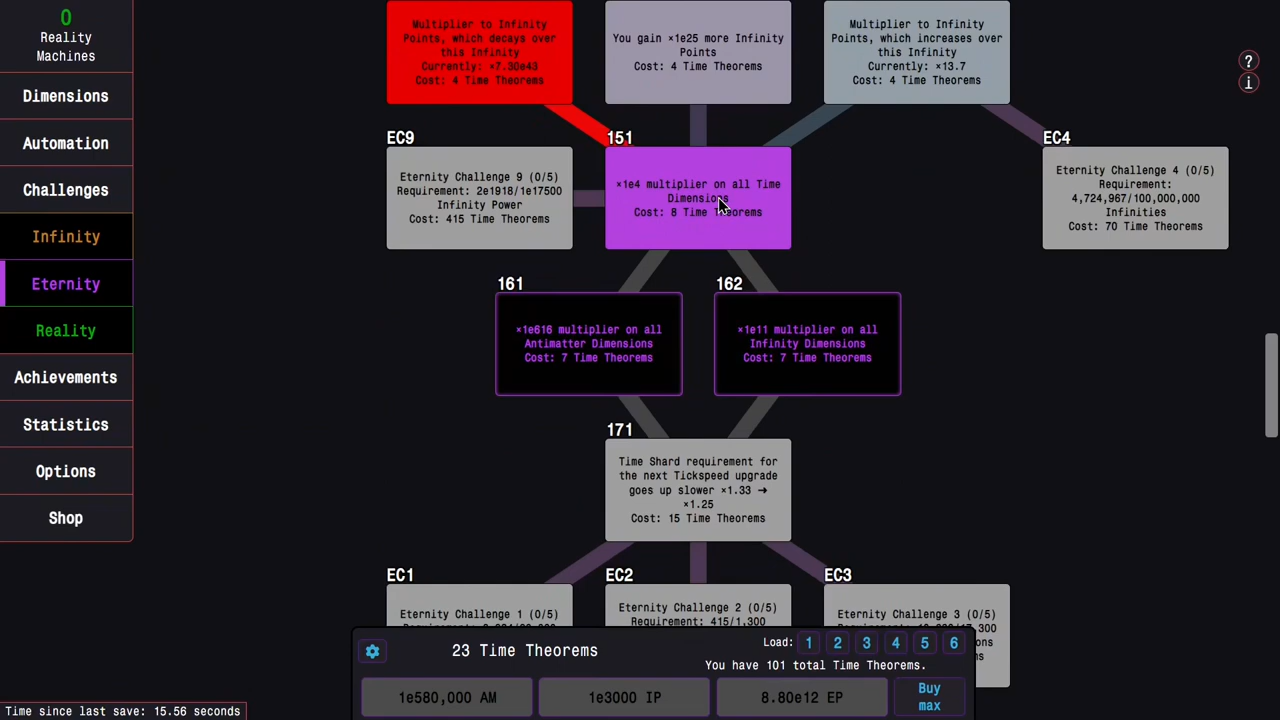 0
Reality
Machines
Dimensions
Automation
Challenges
Infinity
Eternity
Reality
Achievements
Statistics
Options
Shop
Time since last save: 15.56 seconds
Multiplier to Infinity
Points, which decays over
this Infinity
Currently: ×7.30e43
Cost: 4 Time Theorems
You gain ×1e25 more Infinity
Points
Cost: 4 Time Theorems
Multiplier to Infinity
Points, which increases over
this Infinity
Currently: ×13.7
Cost: 4 Time Theorems
?
i
EC9
Eternity Challenge 9 (0/5)
Requirement: 2e1918/1e17500
Infinity Power
Cost: 415 Time Theorems
151
×1e4 multiplier on all Time
Dimensions
Cost: 8 Time Theorems
EC4
Eternity Challenge 4 (0/5)
Requirement:
4,724,967/100,000,000
Infinities
Cost: 70 Time Theorems
161
×1e616 multiplier on all
Antimatter Dimensions
Cost: 7 Time Theorems
162
×1e11 multiplier on all
Infinity Dimensions
Cost: 7 Time Theorems
171
Time Shard requirement for
the next Tickspeed upgrade
goes up slower ×1.33 →
×1.25
Cost: 15 Time Theorems
EC1
Eternity Challenge 1 (0/5)
EC2
Eternity Challenge 2 (0/5)
Requirement: 415/1,300
EC3
Eternity Challenge 3 (0/5)
23 Time Theorems
Load: 1 2 3 4 5 6
You have 101 total Time Theorems.
1e580,000 AM
1e3000 IP
8.80e12 EP
Buy
max